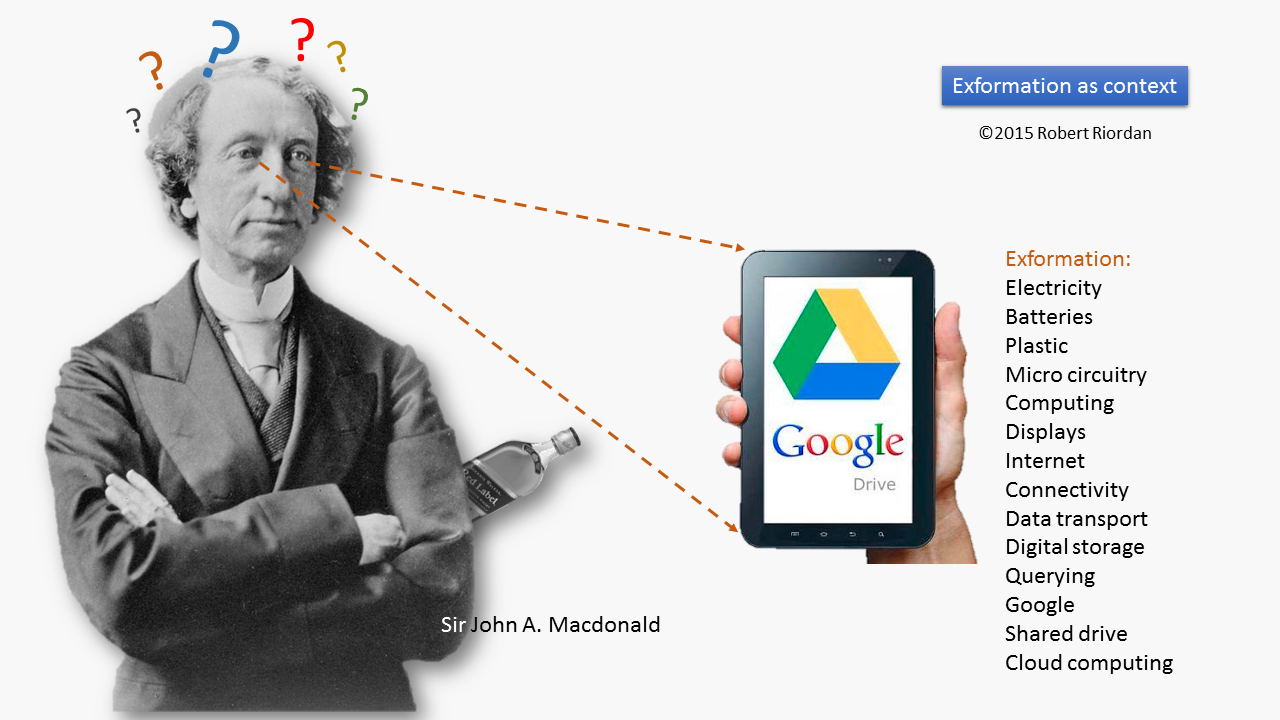 ?
?
?
?
?
?
Exformation as context
©2015 Robert Riordan
Google
Drive
Red Label
Sir John A. Macdonald
Exformation:
Electricity
Batteries
Plastic
Micro circuitry
Computing
Displays
Internet
Connectivity
Data transport
Digital storage
Querying
Google
Shared drive
Cloud computing